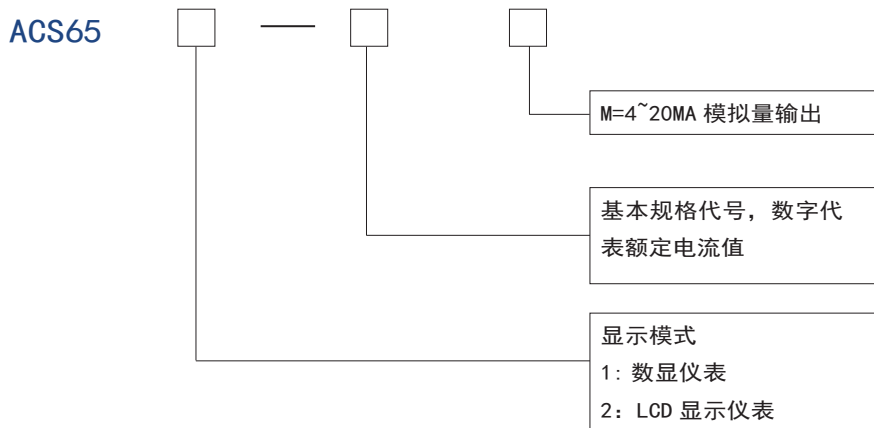 ACS65
M=4~20MA 模拟量输出
基本规格代号，数字代
表额定电流值
显示模式
1: 数显仪表
2：LCD 显示仪表